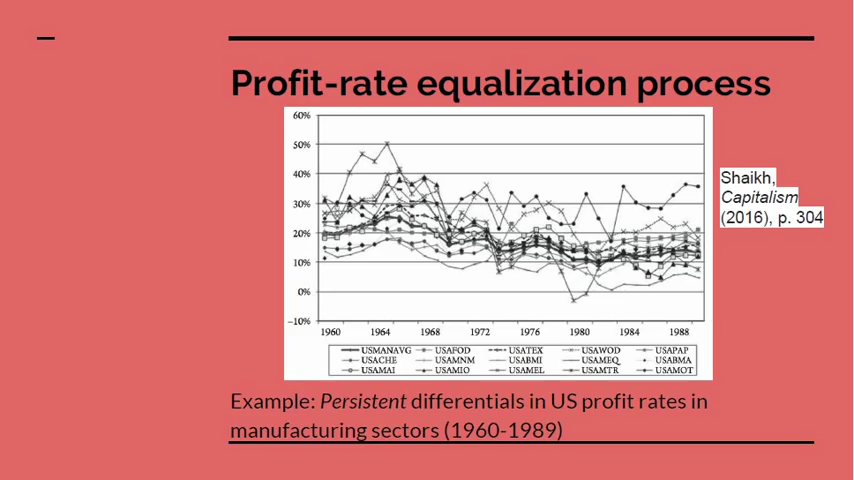 Profit-rate equalization process
60%
50%
40%
30%
20%
10%
0%
–10%
1960 1964 1968 1972 1976 1980 1984 1988
USMANAVG USAFOD USATEX USAWOD USAPAP
USACHE USAMNM USABMI USAMEQ USABMA
USAMAI USAMIO USAMEL USAMTR USAMOT
Shaikh,
Capitalism
(2016), p. 304
Example: Persistent differentials in US profit rates in
manufacturing sectors (1960-1989)